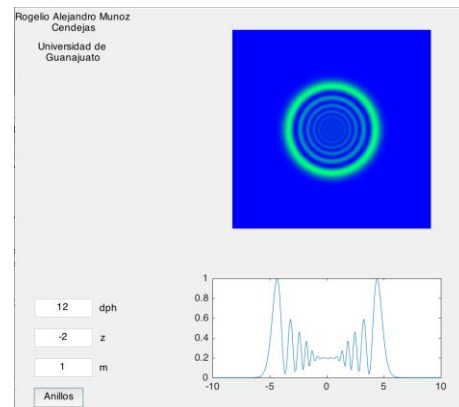 Rogelio Alejandro Munoz
Cendejas
Universidad de
Guanajuato
1
0.8
0.6
0.4
0.2
0
-10
-5
0
5
10
12 dph
-2 z
1 m
Anillos